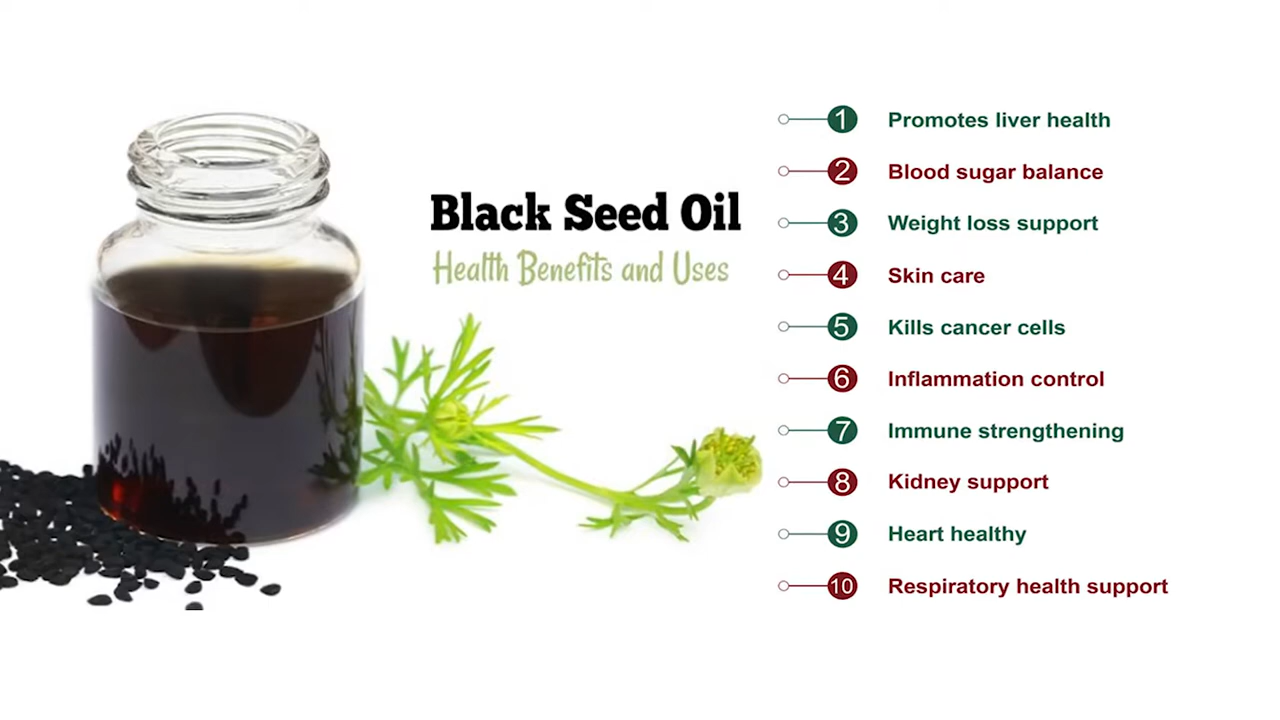 Black Seed Oil
Health Benefits and Uses
1 Promotes liver health
2 Blood sugar balance
3 Weight loss support
4 Skin care
5 Kills cancer cells
6 Inflammation control
7 Immune strengthening
8 Kidney support
9 Heart healthy
10 Respiratory health support